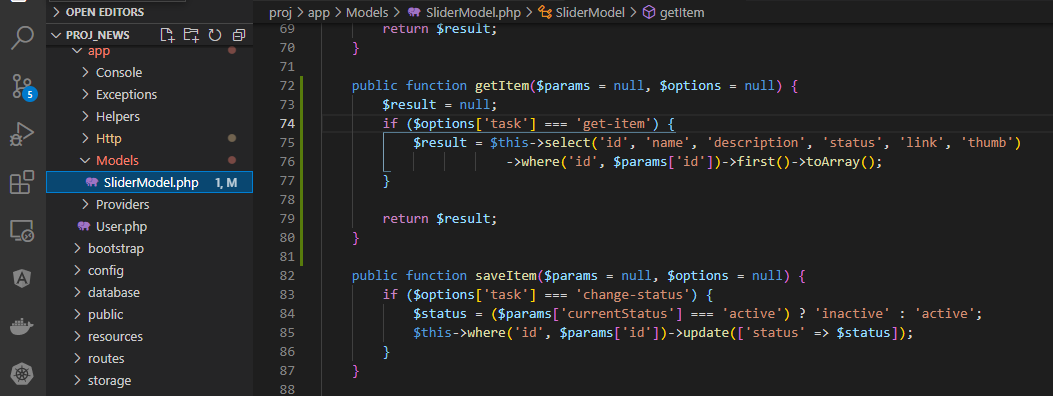 OPEN EDITORS
PROJ_NEWS
app
Console
Exceptions
Helpers
Http
Models
SliderModel.php 1, M
Providers
User.php
bootstrap
config
database
public
resources
routes
storage
5
proj > app > Models > SliderModel.php > SliderModel > getItem
69 return $result;
70 }
71
72 public function getItem($params = null, $options = null) {
73 $result = null;
74 if ($options['task'] === 'get-item') {
75 $result = $this->select('id', 'name', 'description', 'status', 'link', 'thumb')
76 ->where('id', $params['id'])->first()->toArray();
77 }
78
79 return $result;
80 }
81
82 public function saveItem($params = null, $options = null) {
83 if ($options['task'] === 'change-status') {
84 $status = ($params['currentStatus'] === 'active') ? 'inactive' : 'active';
85 $this->where('id', $params['id'])->update(['status' => $status]);
86 }
87 }
88